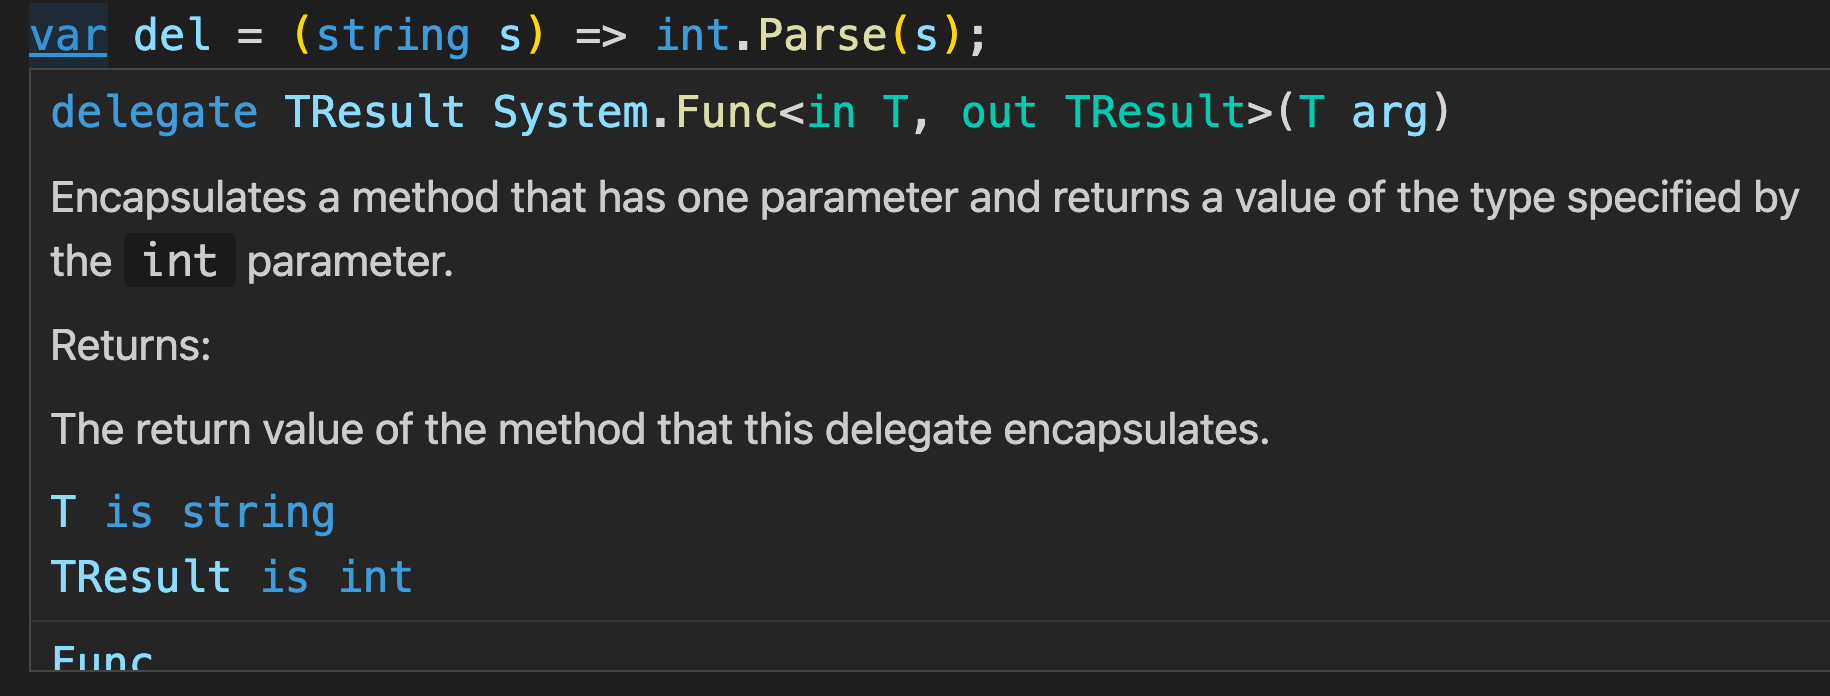 var del = (string s) => int.Parse(s);
delegate TResult System.Func<in T, out TResult>(T arg)
Encapsulates a method that has one parameter and returns a value of the type specified by
the int parameter.
Returns:
The return value of the method that this delegate encapsulates.
T is string
TResult is int
Func